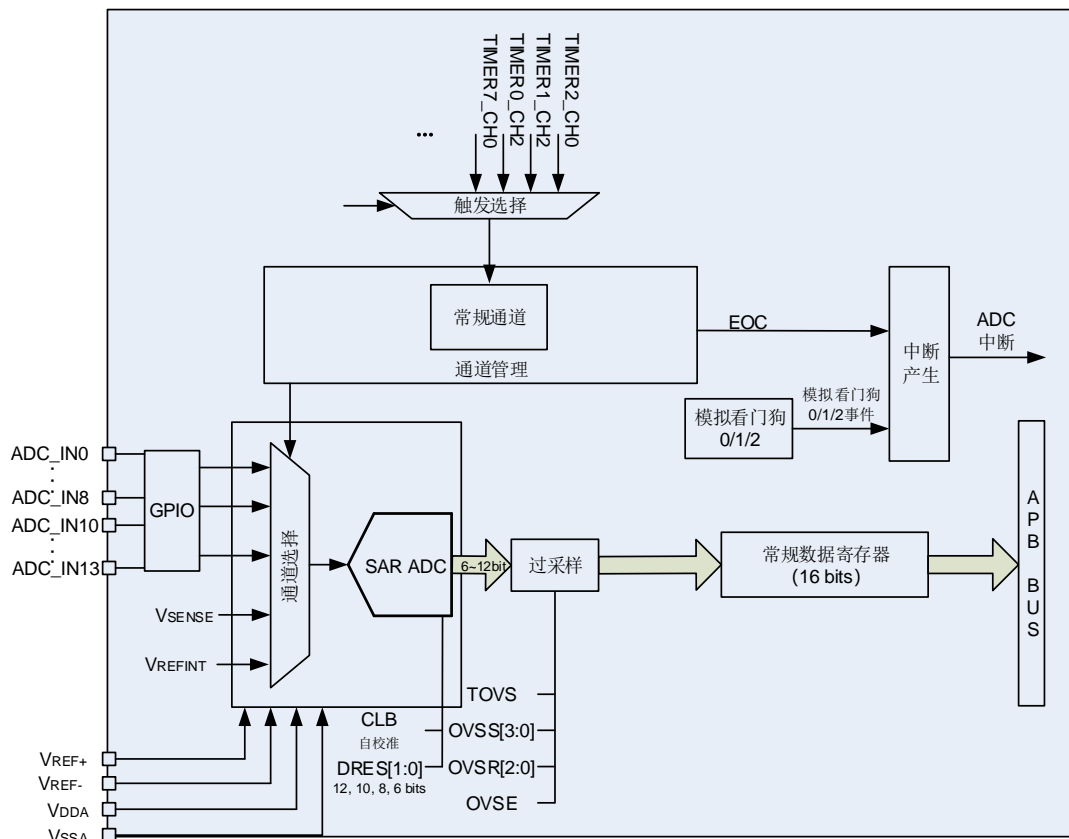 TIMER7_CH0
TIMER0_CH2
TIMER1_CH2
TIMER2_CH0
...
触发选择
常规通道
通道管理
EOC
中断
产生
ADC
中断
模拟看门狗
0/1/2
模拟看门狗
0/1/2事件
ADC_IN0
ADC_IN8
ADC_IN10
ADC_IN13
GPIO
通道选择
SAR ADC
6~12bit
过采样
常规数据寄存器
(16 bits)
APB BUS
VSENSE
VREFINT
CLB
自校准
DRES[1:0]
12, 10, 8, 6 bits
TOVS
OVSS[3:0]
OVSR[2:0]
OVSE
VREF+
VREF-
VDDA
VSSA